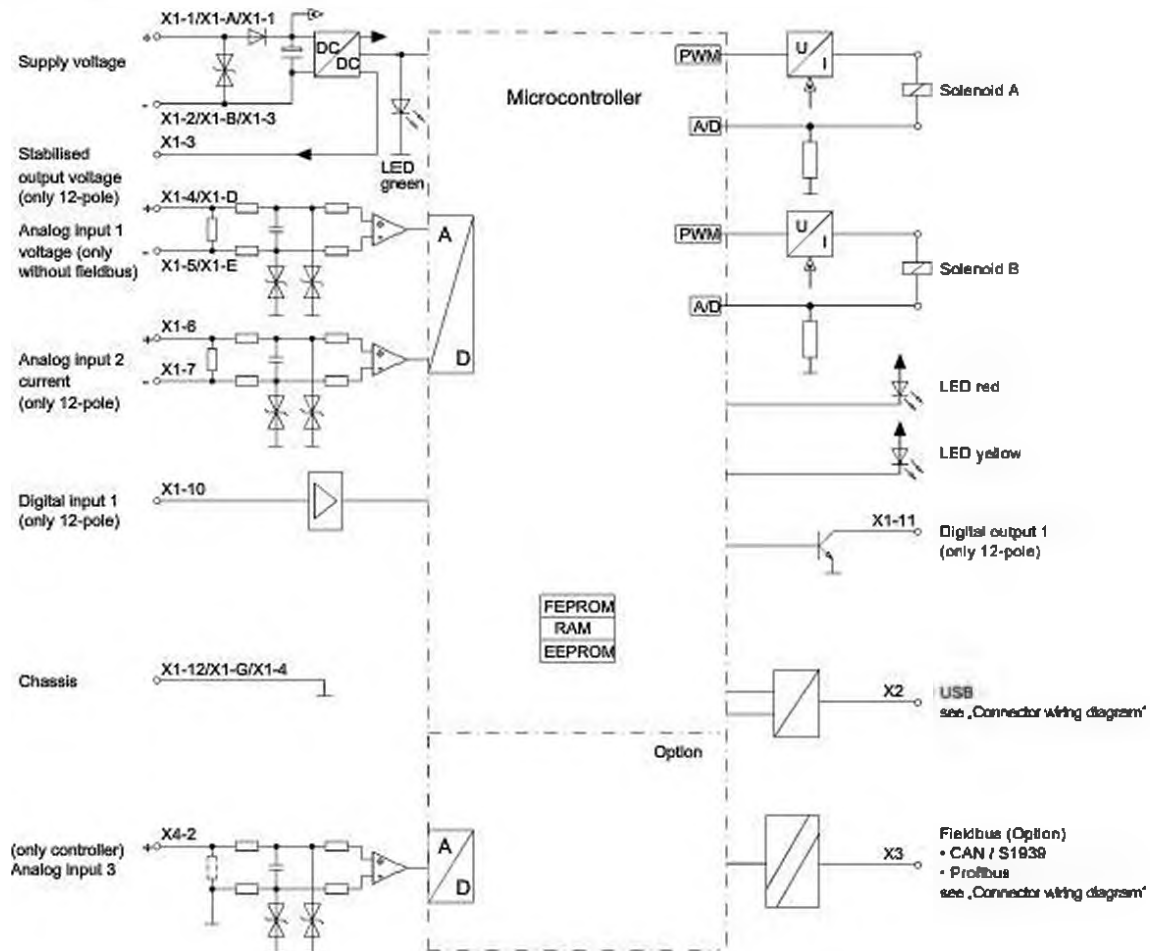 X1-1/X1-A/X1-1
+
Supply voltage
DC
DC
-
X1-2/X1-B/X1-3
X1-3
Stabilised
output voltage
(only 12-pole)
LED
green
X1-4/X1-D
+
Analog input 1
voltage (only
without fieldbus)
-
X1-5/X1-E
A
D
X1-6
+
Analog input 2
current
(only 12-pole)
X1-7
-
Digital input 1
(only 12-pole)
X1-10
Chassis
X1-12/X1-G/X1-4
(only controller)
Analog input 3
+
X4-2
A
D
Microcontroller
FEPROM
RAM
EEPROM
Option
PWM
U
I
Solenoid A
A/D
PWM
U
I
Solenoid B
A/D
LED red
LED yellow
X1-11
Digital output 1
(only 12-pole)
X2
USB
see „Connector wiring diagram"
X3
Fieldbus (Option)
• CAN / S1939
• Profibus
see „Connector wiring diagram"